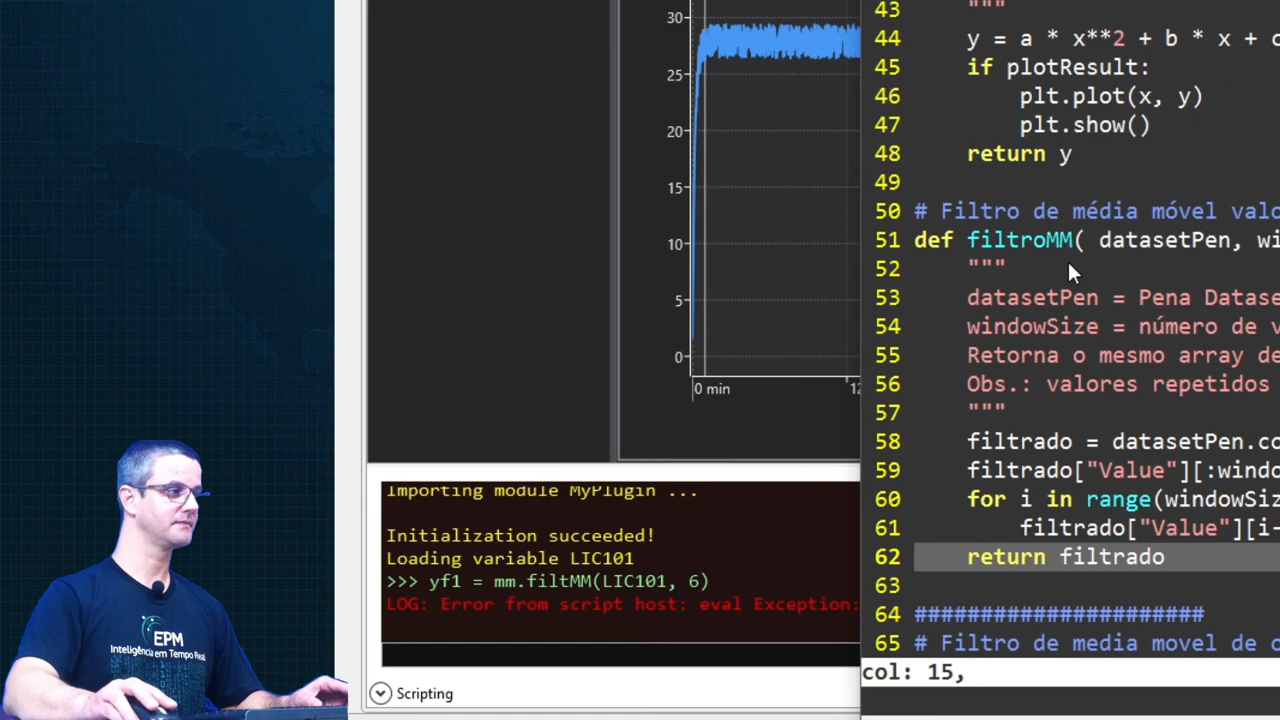 EPM
Inteligência em Tempo Real
30
25
20
15
10
5
0
0 min
Importing module MyPlugin ...
Initialization succeeded!
Loading variable LIC101
>>> yf1 = mm.filtMM(LIC101, 6)
LOG: Error from script host: eval Exception:
Scripting
43 """
44 y = a * x**2 + b * x +
45 if plotResult:
46 plt.plot(x, y)
47 plt.show()
48 return y
49
50 # Filtro de média móvel
51 def filtroMM( datasetPen,
52 """
53 datasetPen = Pena
54 windowSize = número de
55 Retorna o mesmo array
56 Obs.: valores repetidos
57 """
58 filtrado =
59 filtrado["Value"]
60 for i in
61 filtrado["Value"]
62 return filtrado
63
64 ######################
65 # Filtro de media movel de
col: 15,